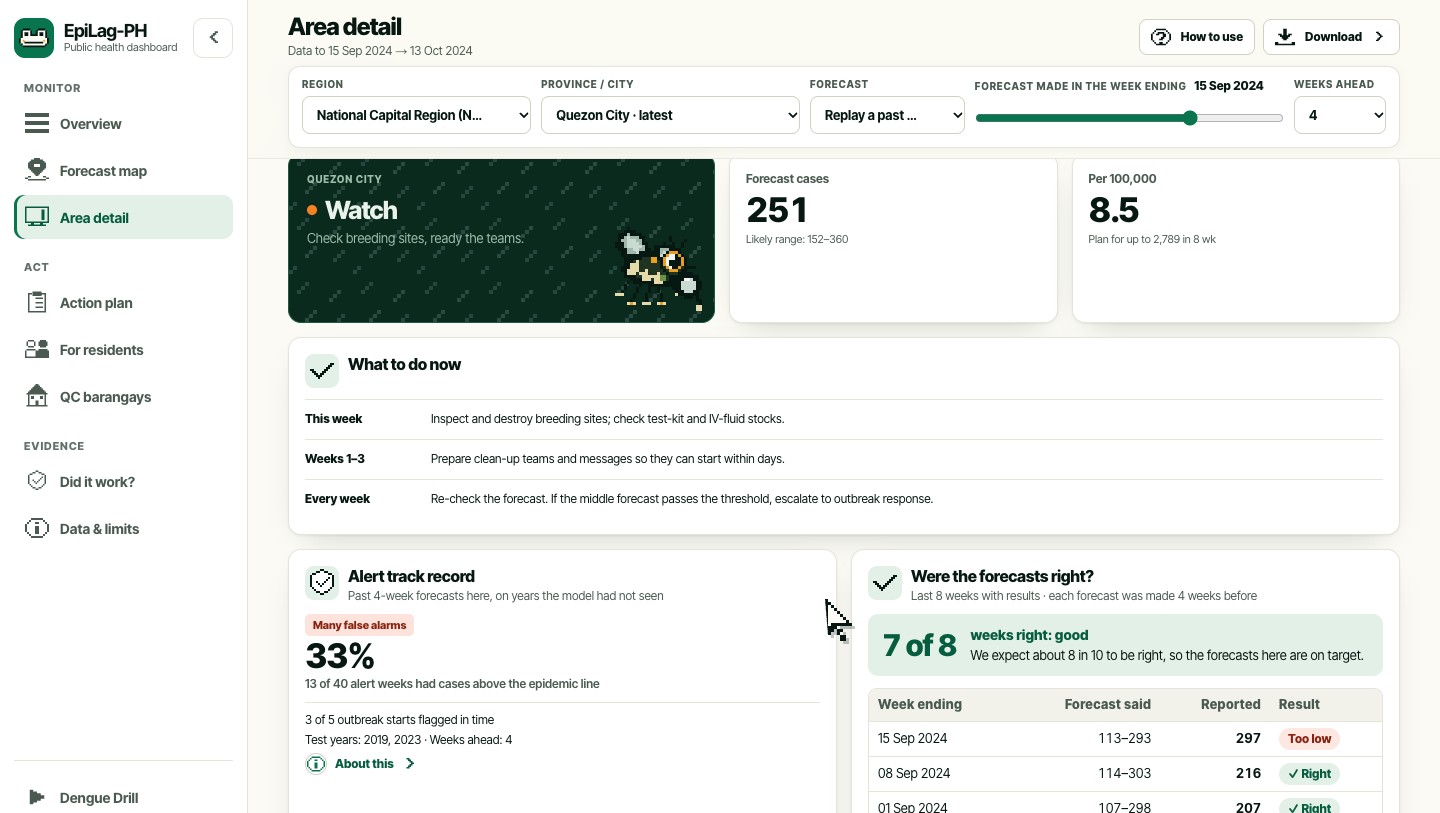 EpiLag-PH
Public health dashboard
MONITOR
Overview
Forecast map
Area detail
ACT
Action plan
For residents
QC barangays
EVIDENCE
Did it work?
Data & limits
Dengue Drill
Area detail
Data to 15 Sep 2024 → 13 Oct 2024
How to use
Download
REGION
National Capital Region (N...
PROVINCE / CITY
Quezon City · latest
FORECAST
Replay a past ...
FORECAST MADE IN THE WEEK ENDING 15 Sep 2024
WEEKS AHEAD
4
QUEZON CITY
Watch
Check breeding sites, ready the teams.
Forecast cases
251
Likely range: 152–360
Per 100,000
8.5
Plan for up to 2,789 in 8 wk
What to do now
This week Inspect and destroy breeding sites; check test-kit and IV-fluid stocks.
Weeks 1–3 Prepare clean-up teams and messages so they can start within days.
Every week Re-check the forecast. If the middle forecast passes the threshold, escalate to outbreak response.
Alert track record
Past 4-week forecasts here, on years the model had not seen
Many false alarms
33%
13 of 40 alert weeks had cases above the epidemic line
3 of 5 outbreak starts flagged in time
Test years: 2019, 2023 · Weeks ahead: 4
About this
Were the forecasts right?
Last 8 weeks with results · each forecast was made 4 weeks before
7 of 8
weeks right: good
We expect about 8 in 10 to be right, so the forecasts here are on target.
Week ending Forecast said Reported Result
15 Sep 2024 113–293 297 Too low
08 Sep 2024 114–303 216 ✓ Right
01 Sep 2024 107–298 207 ✓ Right